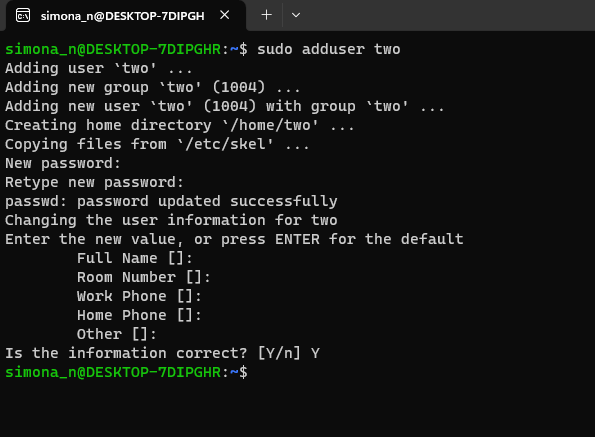 simona_n@DESKTOP-7DIPGH
simona_n@DESKTOP-7DIPGHR:~$ sudo adduser two
Adding user `two' ...
Adding new group `two' (1004) ...
Adding new user `two' (1004) with group `two' ...
Creating home directory `/home/two' ...
Copying files from `/etc/skel' ...
New password:
Retype new password:
passwd: password updated successfully
Changing the user information for two
Enter the new value, or press ENTER for the default
        Full Name []:
        Room Number []:
        Work Phone []:
        Home Phone []:
        Other []:
Is the information correct? [Y/n] Y
simona_n@DESKTOP-7DIPGHR:~$